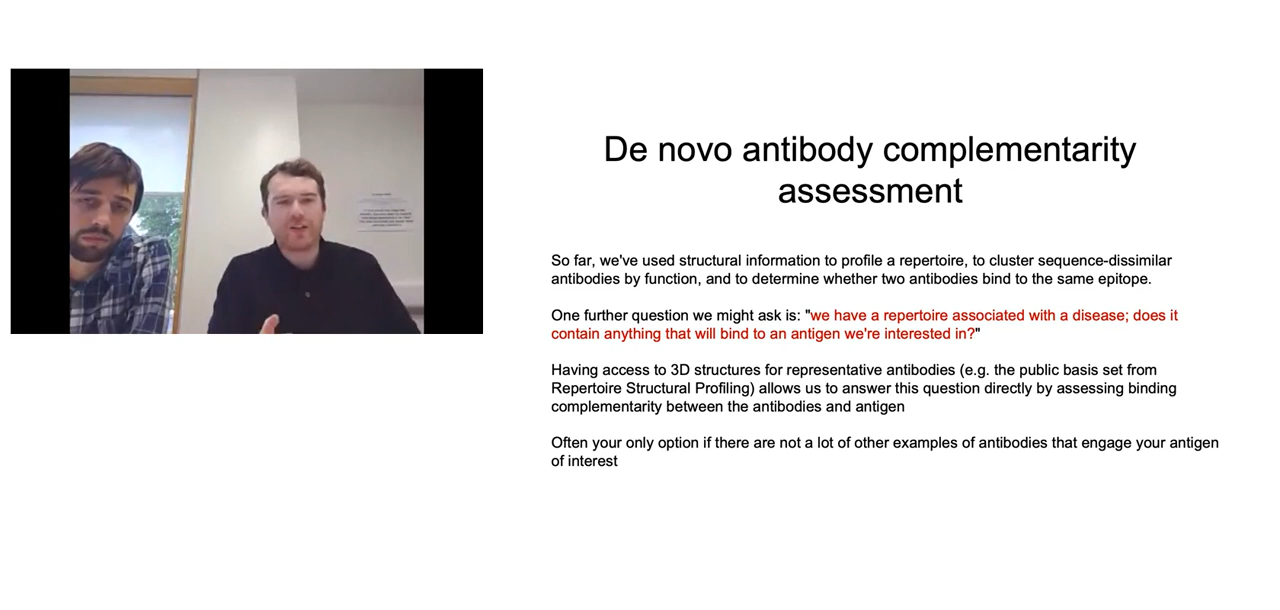 De novo antibody complementarity
assessment
So far, we've used structural information to profile a repertoire, to cluster sequence-dissimilar
antibodies by function, and to determine whether two antibodies bind to the same epitope.
One further question we might ask is: "we have a repertoire associated with a disease; does it
contain anything that will bind to an antigen we're interested in?"
Having access to 3D structures for representative antibodies (e.g. the public basis set from
Repertoire Structural Profiling) allows us to answer this question directly by assessing binding
complementarity between the antibodies and antigen
Often your only option if there are not a lot of other examples of antibodies that engage your antigen
of interest